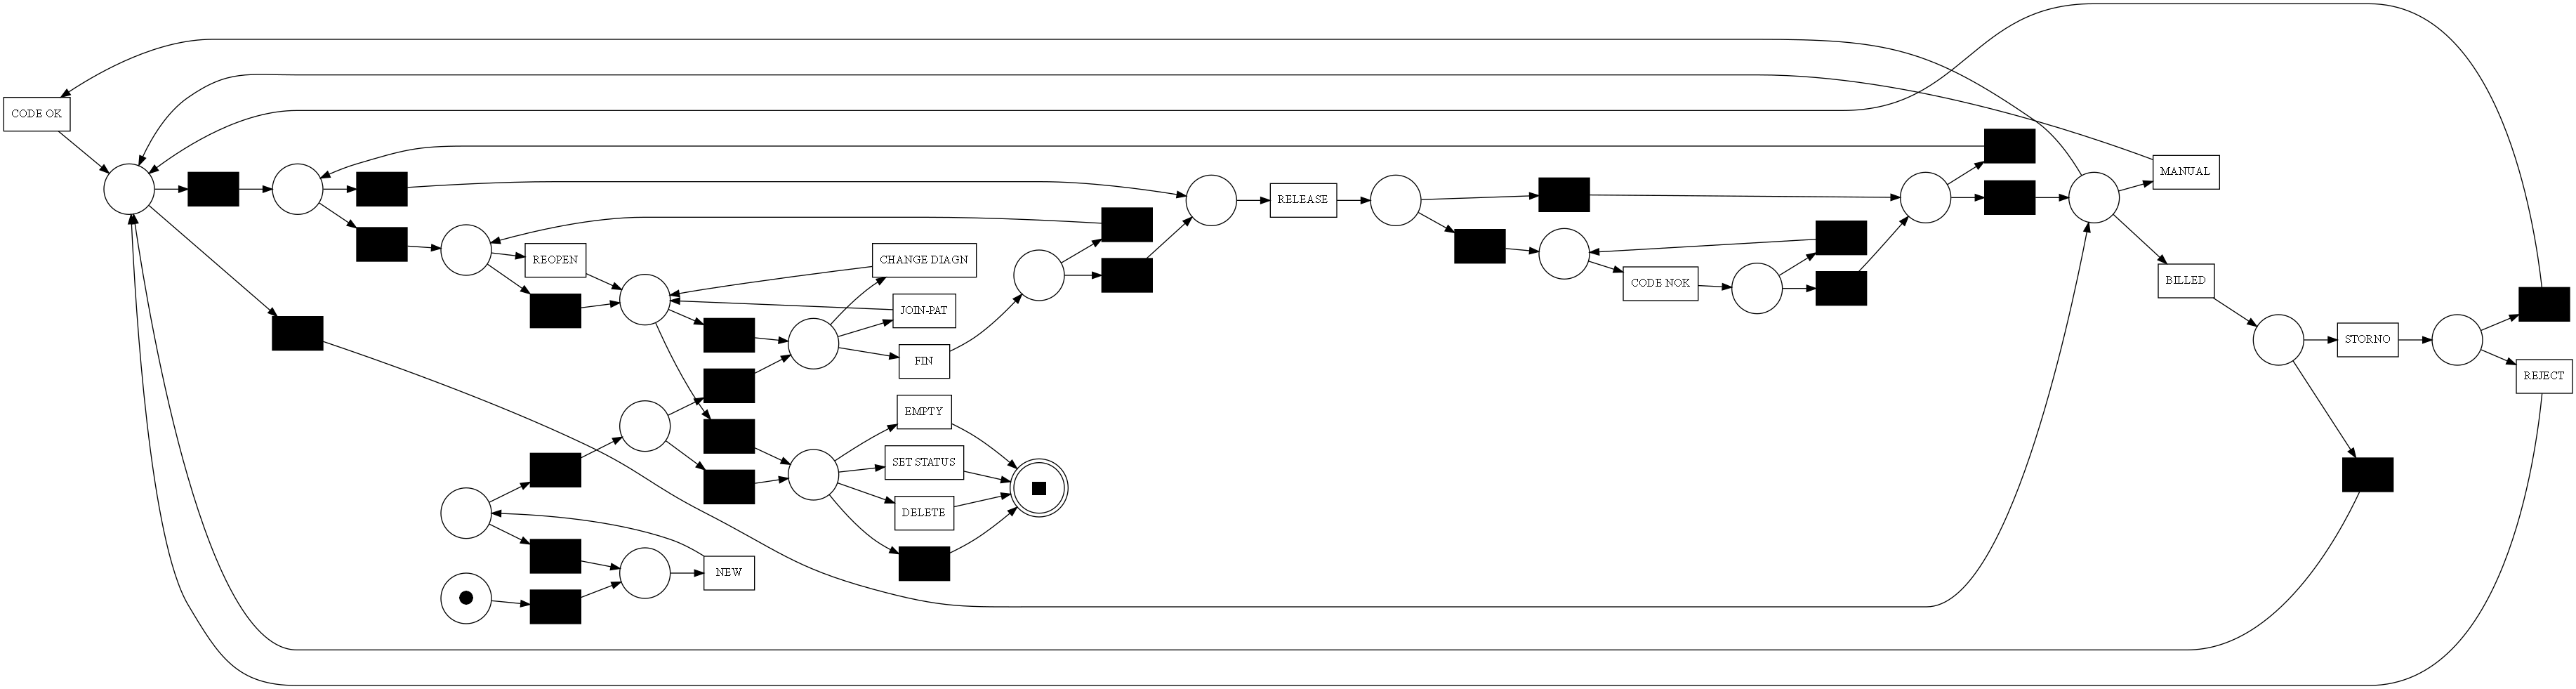 CODE OK
MANUAL
RELEASE
REOPEN
CHANGE DIAGN
CODE NOK
BILLED
JOIN-PAT
STORNO
FIN
REJECT
EMPTY
SET STATUS
DELETE
NEW